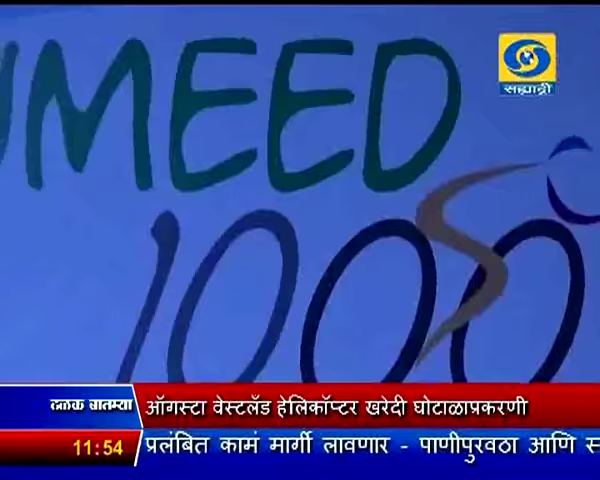 UMEED
1000
सह्याद्री
ठळक बातम्या
ऑगस्टा वेस्टलँड हेलिकॉप्टर खरेदी घोटाळाप्रकरणी
11:54
प्रलंबित कामं मार्गी लावणार - पाणीपुरवठा आणि स